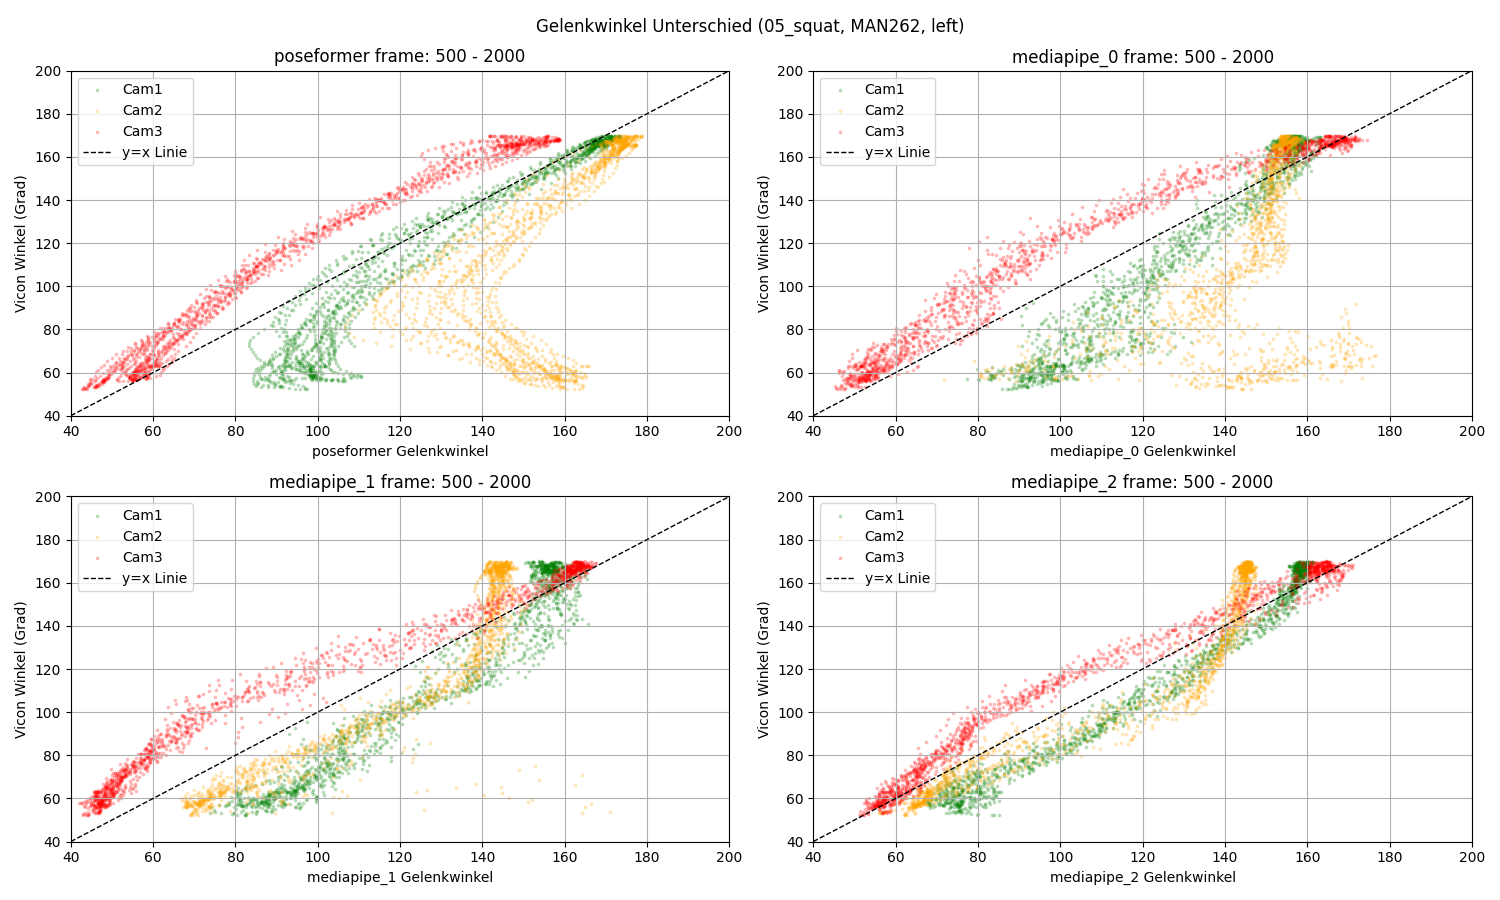 Gelenkwinkel Unterschied (05_squat, MAN262, left)
poseformer frame: 500 - 2000
200
180
160
140
120
100
80
60
40
Vicon Winkel (Grad)
Cam1
Cam2
Cam3
y=x Linie
40 60 80 100 120 140 160 180 200
poseformer Gelenkwinkel
mediapipe_0 frame: 500 - 2000
200
180
160
140
120
100
80
60
40
Vicon Winkel (Grad)
Cam1
Cam2
Cam3
y=x Linie
40 60 80 100 120 140 160 180 200
mediapipe_0 Gelenkwinkel
mediapipe_1 frame: 500 - 2000
200
180
160
140
120
100
80
60
40
Vicon Winkel (Grad)
Cam1
Cam2
Cam3
y=x Linie
40 60 80 100 120 140 160 180 200
mediapipe_1 Gelenkwinkel
mediapipe_2 frame: 500 - 2000
200
180
160
140
120
100
80
60
40
Vicon Winkel (Grad)
Cam1
Cam2
Cam3
y=x Linie
40 60 80 100 120 140 160 180 200
mediapipe_2 Gelenkwinkel